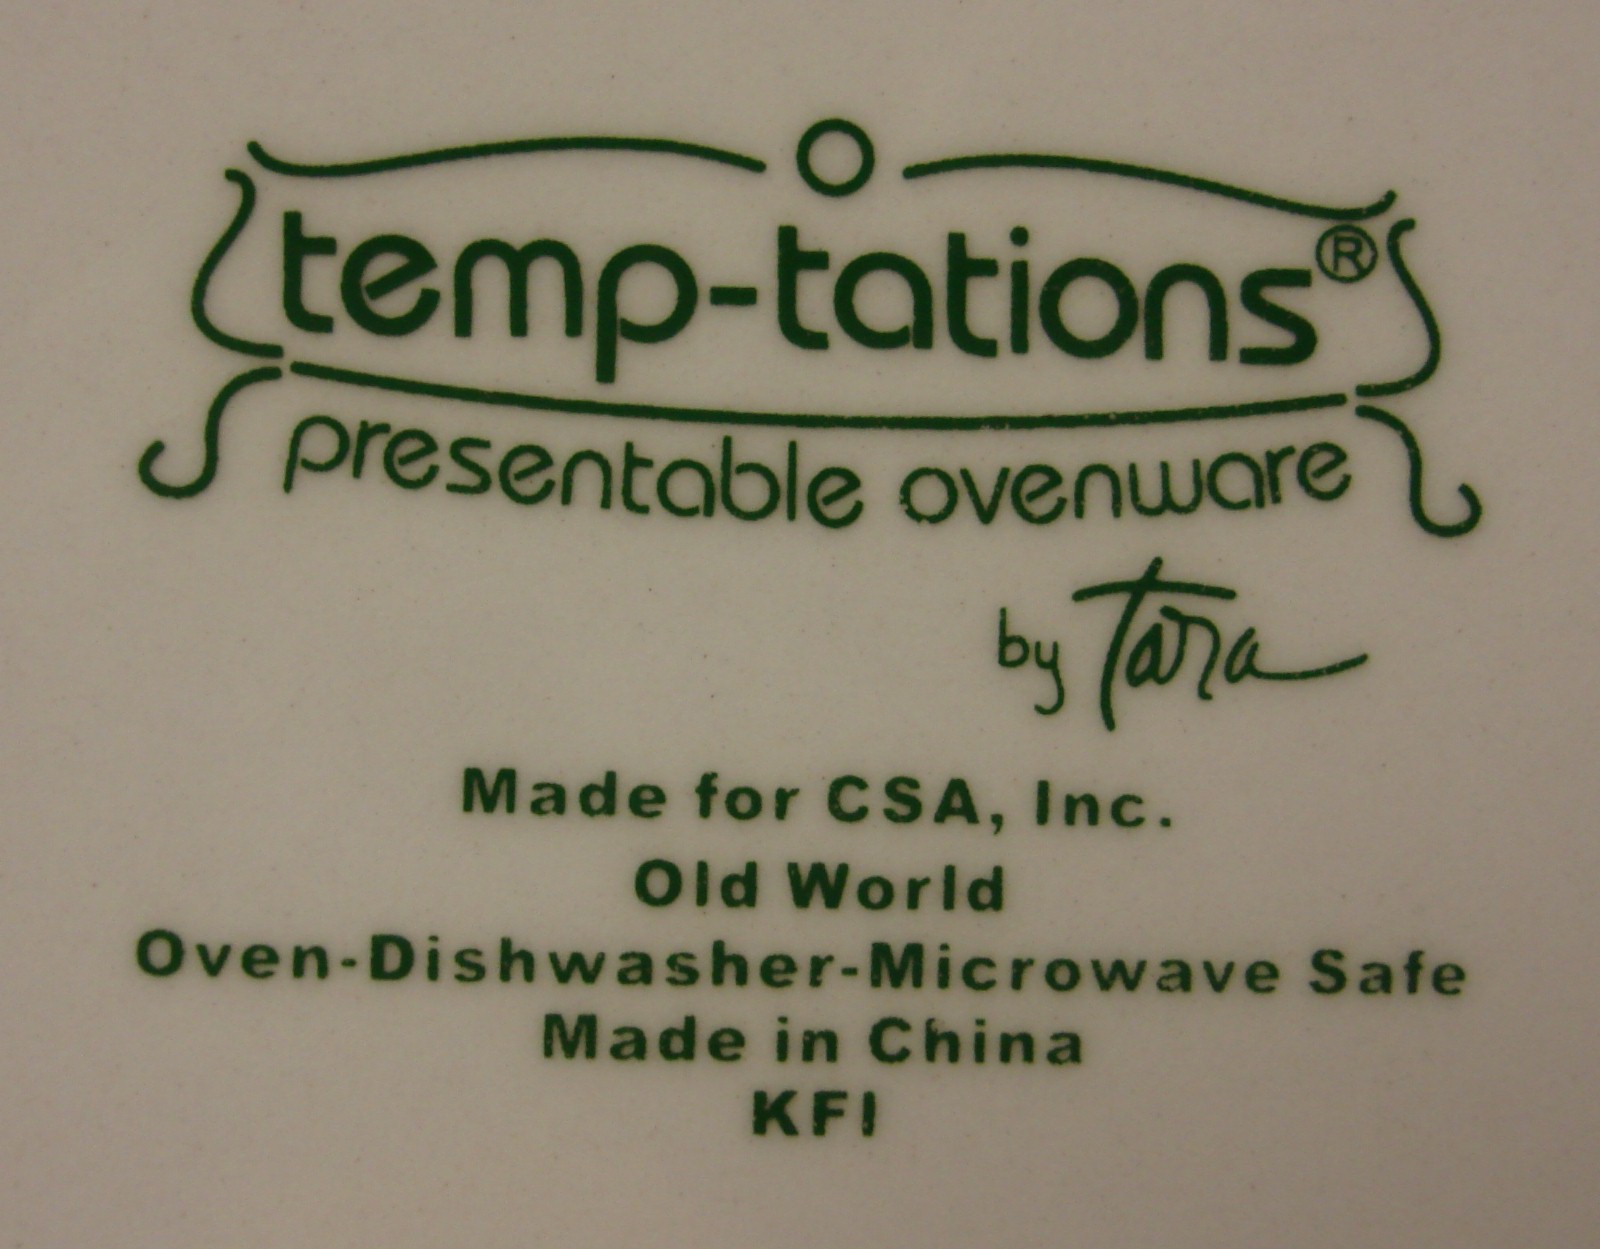 temp-tations®
presentable ovenware
by Tara
Made for CSA, Inc.
Old World
Oven-Dishwasher-Microwave Safe
Made in China
KFI